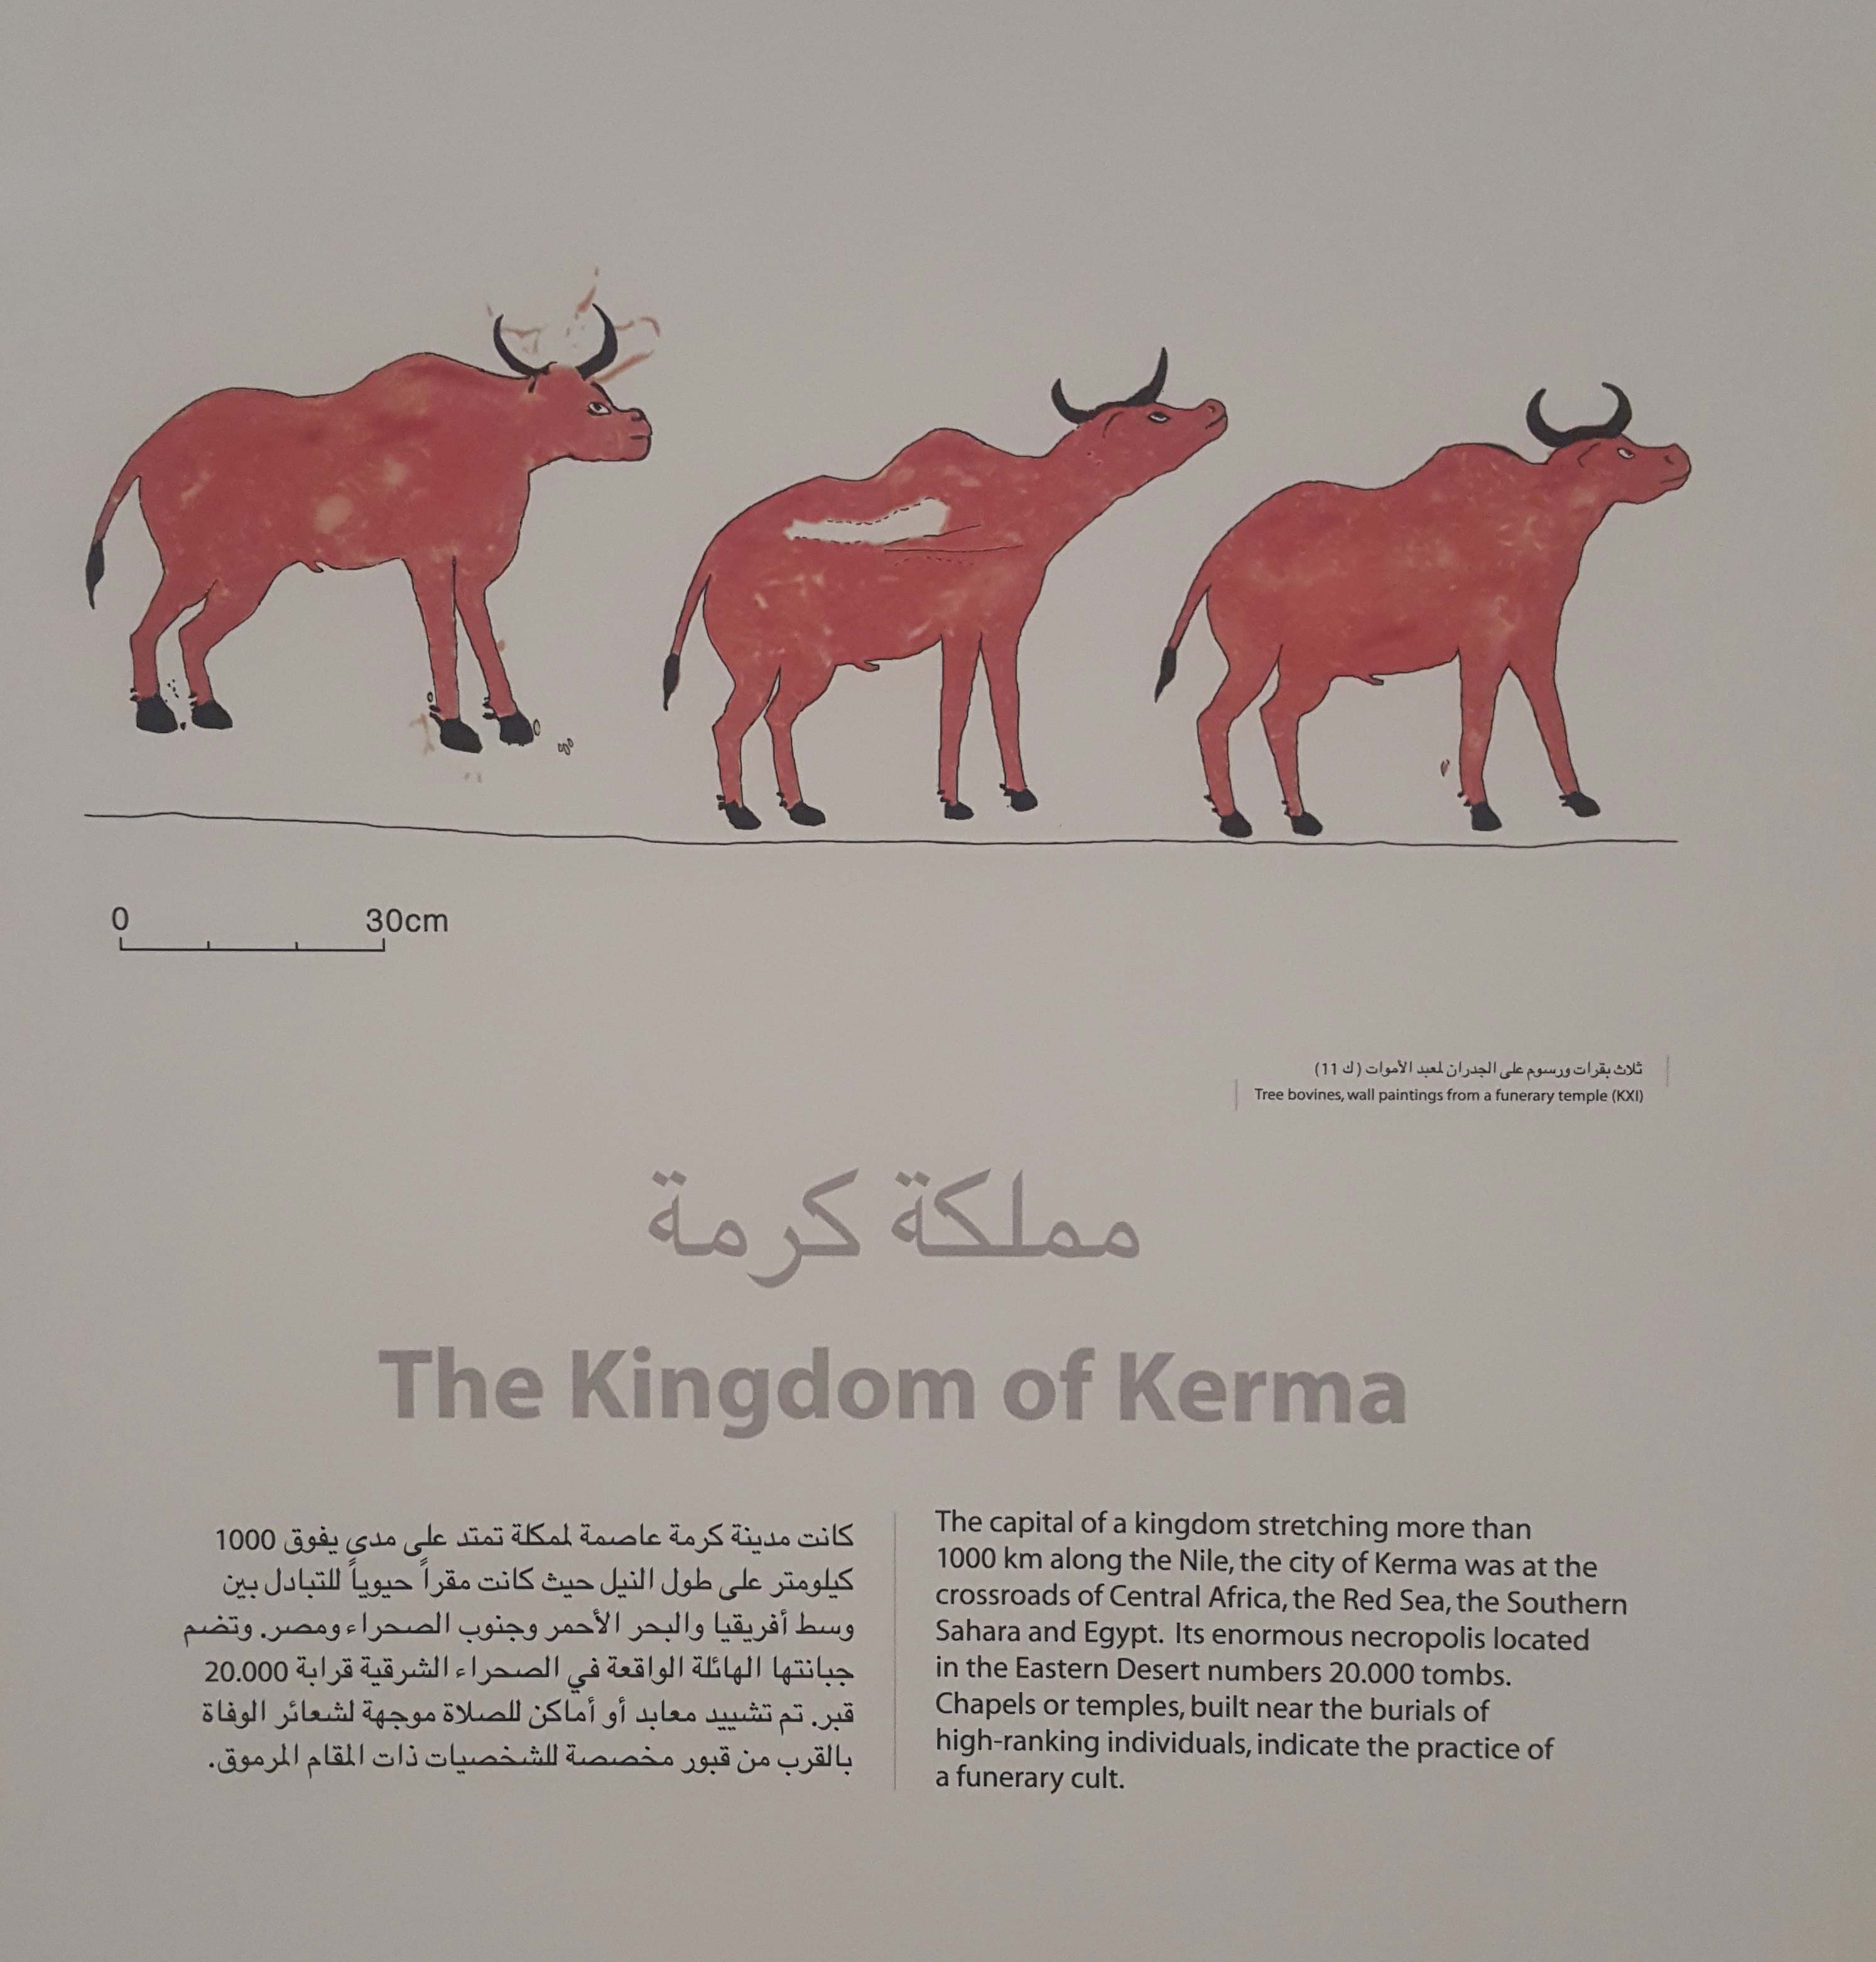 0 30cm
ثلاث بقرات ورسوم على الجدران لمعبد الأموات (ك 11)
Tree bovines, wall paintings from a funerary temple (KXI)
مملكة كرمة
The Kingdom of Kerma
كانت مدينة كرمة عاصمة لمكلة تمتد على مدى يفوق 1000
كيلومتر على طول النيل حيث كانت مقراً حيوياً للتبادل بين
وسط أفريقيا والبحر الأحمر وجنوب الصحراء ومصر. وتضم
جبانتها الهائلة الواقعة في الصحراء الشرقية قرابة 20.000
قبر. تم تشييد معابد أو أماكن للصلاة موجهة لشعائر الوفاة
بالقرب من قبور مخصصة للشخصيات ذات المقام المرموق.
The capital of a kingdom stretching more than
1000 km along the Nile, the city of Kerma was at the
crossroads of Central Africa, the Red Sea, the Southern
Sahara and Egypt. Its enormous necropolis located
in the Eastern Desert numbers 20.000 tombs.
Chapels or temples, built near the burials of
high-ranking individuals, indicate the practice of
a funerary cult.